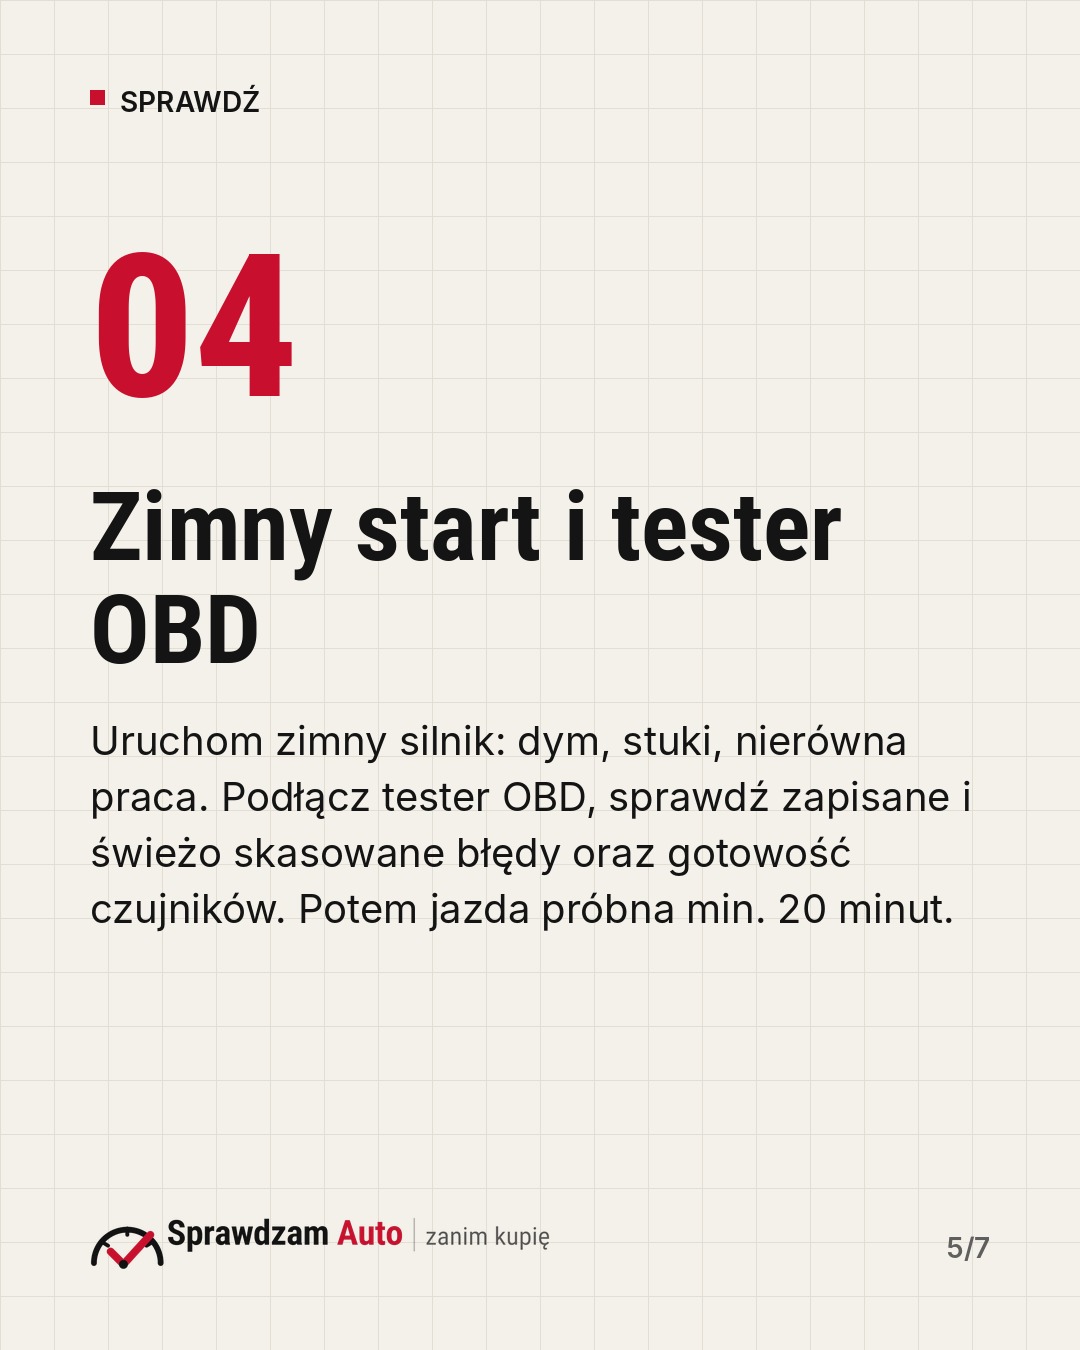 SPRAWDŹ
04
Zimny start i tester
OBD
Uruchom zimny silnik: dym, stuki, nierówna
praca. Podłącz tester OBD, sprawdź zapisane i
świeżo skasowane błędy oraz gotowość
czujników. Potem jazda próbna min. 20 minut.
Sprawdzam Auto zanim kupię
5/7